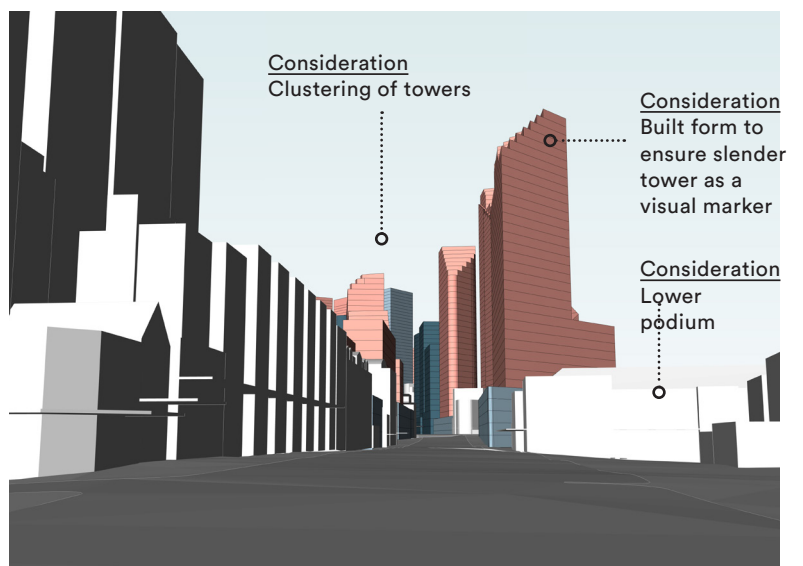 Consideration
Clustering of towers
Consideration
Built form to
ensure slender
tower as a
visual marker
Consideration
Lower
podium